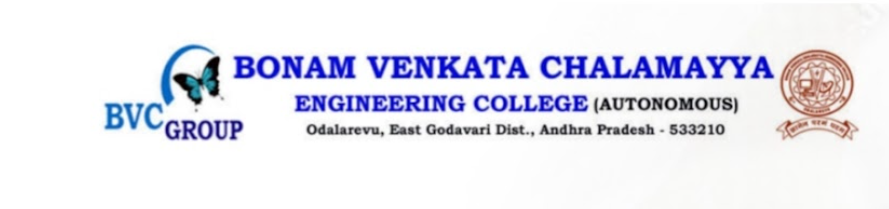 BONAM VENKATA CHALAMAYYA
ENGINEERING COLLEGE (AUTONOMOUS)
Odalarevu, East Godavari Dist., Andhra Pradesh - 533210
BVC
GROUP